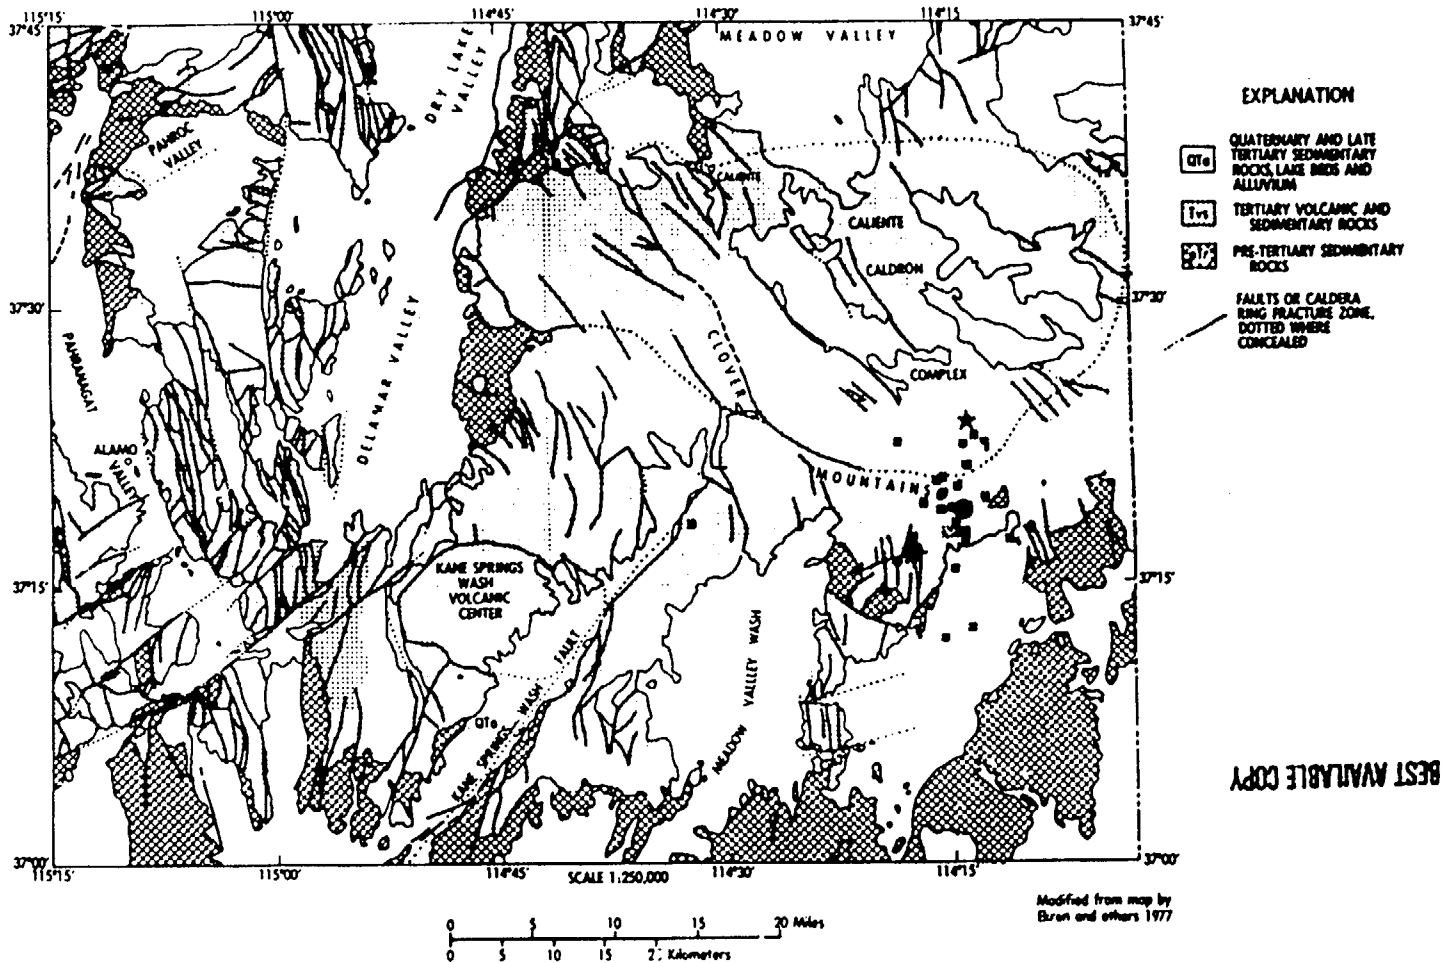 115°15' 115°00' 114°45' 114°30' 114°15'
37°45' 37°45'
MEADOW VALLEY
DRY LAKE
VALLEY
PAHROC
VALLEY
CALIENTE
CALIENTE
CALDRON
COMPLEX
37°30' 37°30'
PAHRANAGAT
VALLEY
ALAMO
DELAMAR VALLEY
CLOVER
MOUNTAINS
37°15' 37°15'
KANE SPRINGS
WASH
VOLCANIC
CENTER
KANE SPRINGS WASH FAULT
MEADOW VALLEY WASH
QTa
MEADOW
37°00' 37°00'
115°15' 115°00' 114°45' 114°30' 114°15'
SCALE 1:250,000
0 5 10 15 20 Miles
0 5 10 15 Kilometers
EXPLANATION
QTa
QUATERNARY AND LATE
TERTIARY SEDIMENTARY
ROCKS, LAKE BEDS AND
ALLUVIUM
TERTIARY VOLCANIC AND
SEDIMENTARY ROCKS
PRE-TERTIARY SEDIMENTARY
ROCKS
FAULTS OR CALDERA
RING FRACTURE ZONE,
DOTTED WHERE
CONCEALED
BEST AVAILABLE COPY
Modified from map by
Ekren and others 1977